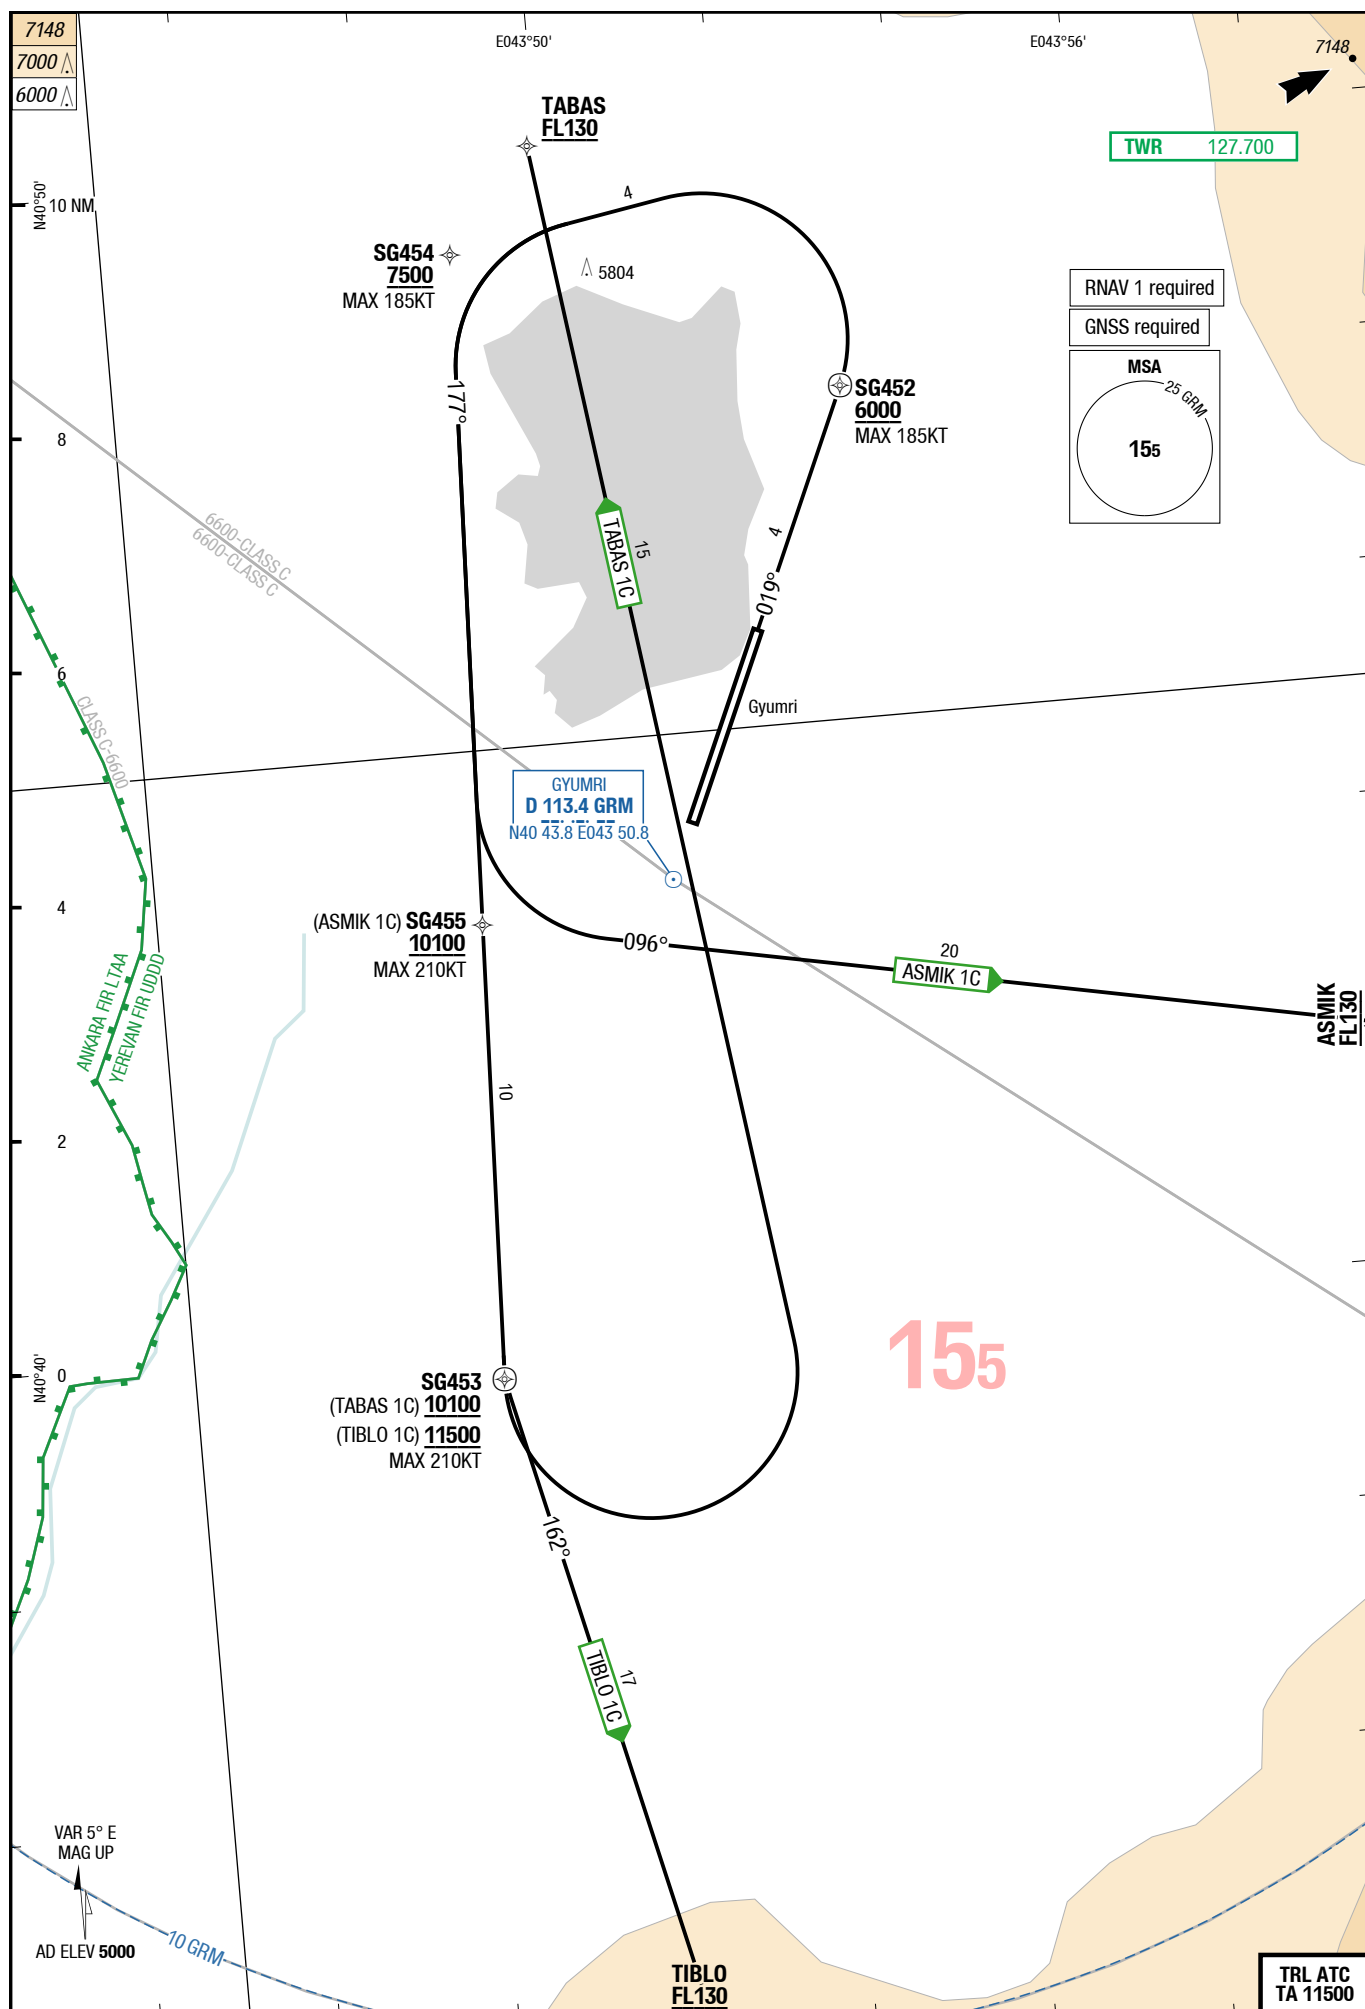 7148
7000
6000
E043°50'
E043°56'
7148
TABAS
FL130
TWR 127.700
N40°50'
10 NM
4
SG454
7500
MAX 185KT
5804
RNAV 1 required
GNSS required
MSA
25 GRM
155
177°
SG452
6000
MAX 185KT
8
6600-CLASS C
6600-CLASS C
TABAS 1C
15
4
019°
6
CLASS C-6600
Gyumri
GYUMRI
D 113.4 GRM
N40 43.8 E043 50.8
4
(ASMIK 1C) SG455
10100
MAX 210KT
096°
20
ASMIK 1C
ASMIK
FL130
ANKARA FIR LTAA
YEREVAN FIR UDDD
10
2
N40°40'
0
155
SG453
(TABAS 1C) 10100
(TIBLO 1C) 11500
MAX 210KT
162°
TIBLO 1C
17
VAR 5° E
MAG UP
AD ELEV 5000
10 GRM
TIBLO
FL130
TRL ATC
TA 11500